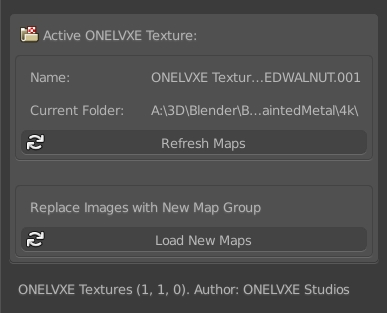 Active ONELVXE Texture:
Name: ONELVXE Textur...EDWALNUT.001
Current Folder: A:\3D\Blender\B...aintedMetal\4k\
Refresh Maps
Replace Images with New Map Group
Load New Maps
ONELVXE Textures (1, 1, 0). Author: ONELVXE Studios